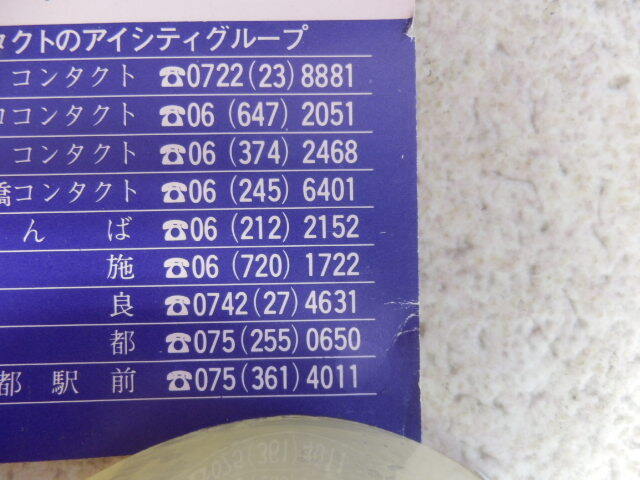 タクトのアイシティグループ
コンタクト ☎0722(23)8881
コンタクト ☎06(647)2051
コンタクト ☎06(374)2468
橋コンタクト ☎06(245)6401
んば ☎06(212)2152
施 ☎06(720)1722
良 ☎0742(27)4631
都 ☎075(255)0650
都駅前 ☎075(361)4011